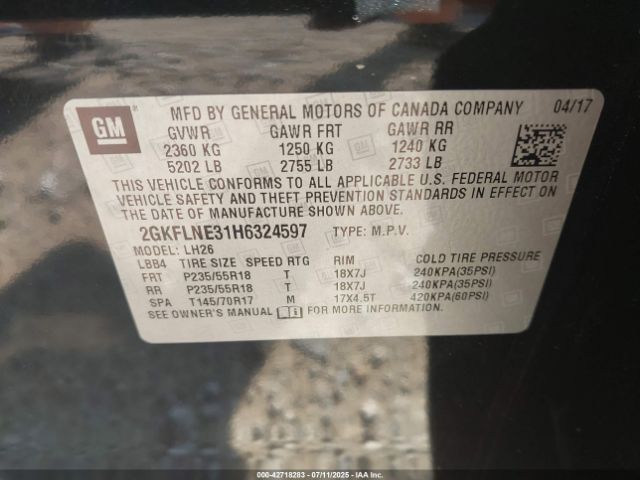 GM MFD BY GENERAL MOTORS OF CANADA COMPANY 04/17
GVWR GAWR FRT GAWR RR
2360 KG 1250 KG 1240 KG
5202 LB 2755 LB 2733 LB
THIS VEHICLE CONFORMS TO ALL APPLICABLE U.S. FEDERAL MOTOR
VEHICLE SAFETY AND THEFT PREVENTION STANDARDS IN EFFECT ON
THE DATE OF MANUFACTURE SHOWN ABOVE.
2GKFLNE31H6324597 TYPE: M.P.V.
MODEL: LH26
LBB4 TIRE SIZE SPEED RTG RIM COLD TIRE PRESSURE
FRT P235/55R18 T 18X7J 240KPA(35PSI)
RR P235/55R18 T 18X7J 240KPA(35PSI)
SPA T145/70R17 M 17X4.5T 420KPA(60PSI)
SEE OWNER'S MANUAL FOR MORE INFORMATION.
000-42718283 - 07/11/2025 - IAAI.COM